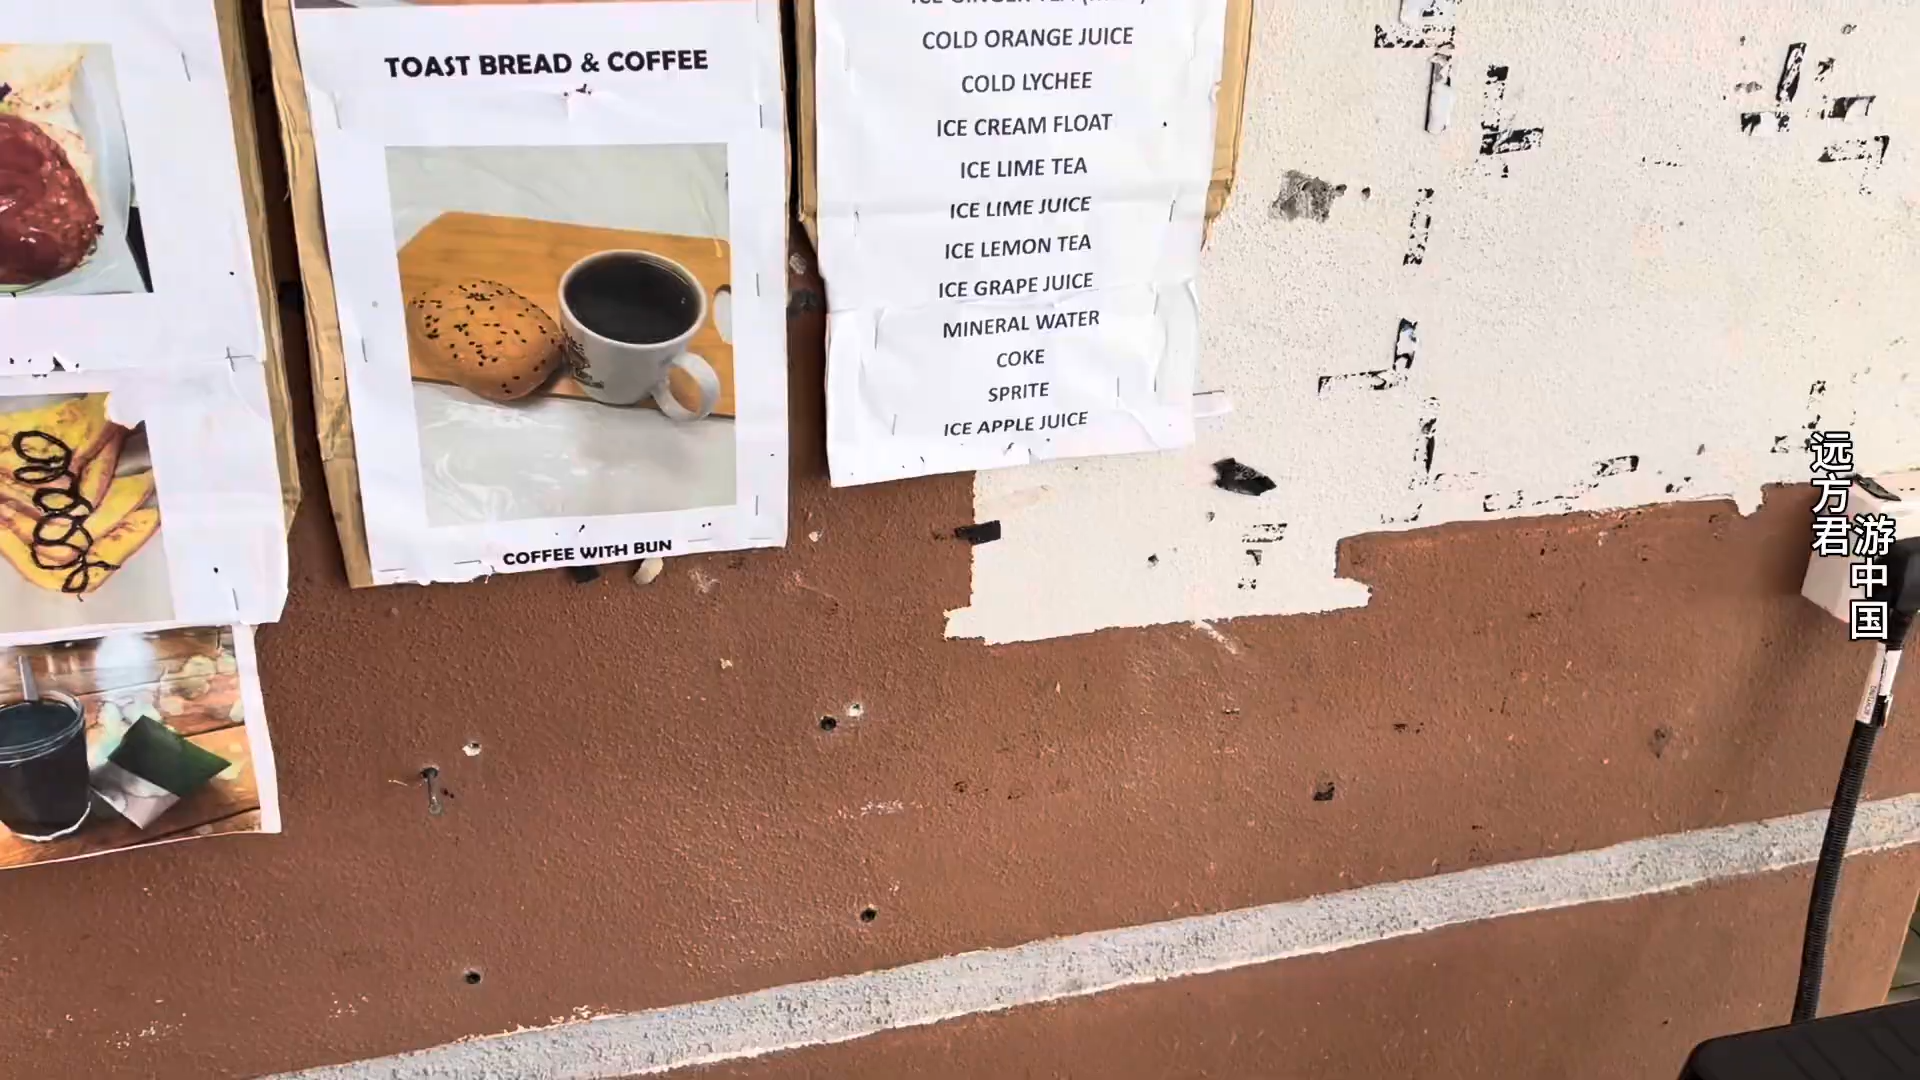 TOAST BREAD & COFFEE
COFFEE WITH BUN
COLD ORANGE JUICE
COLD LYCHEE
ICE CREAM FLOAT
ICE LIME TEA
ICE LIME JUICE
ICE LEMON TEA
ICE GRAPE JUICE
MINERAL WATER
COKE
SPRITE
ICE APPLE JUICE
远方君
游中国